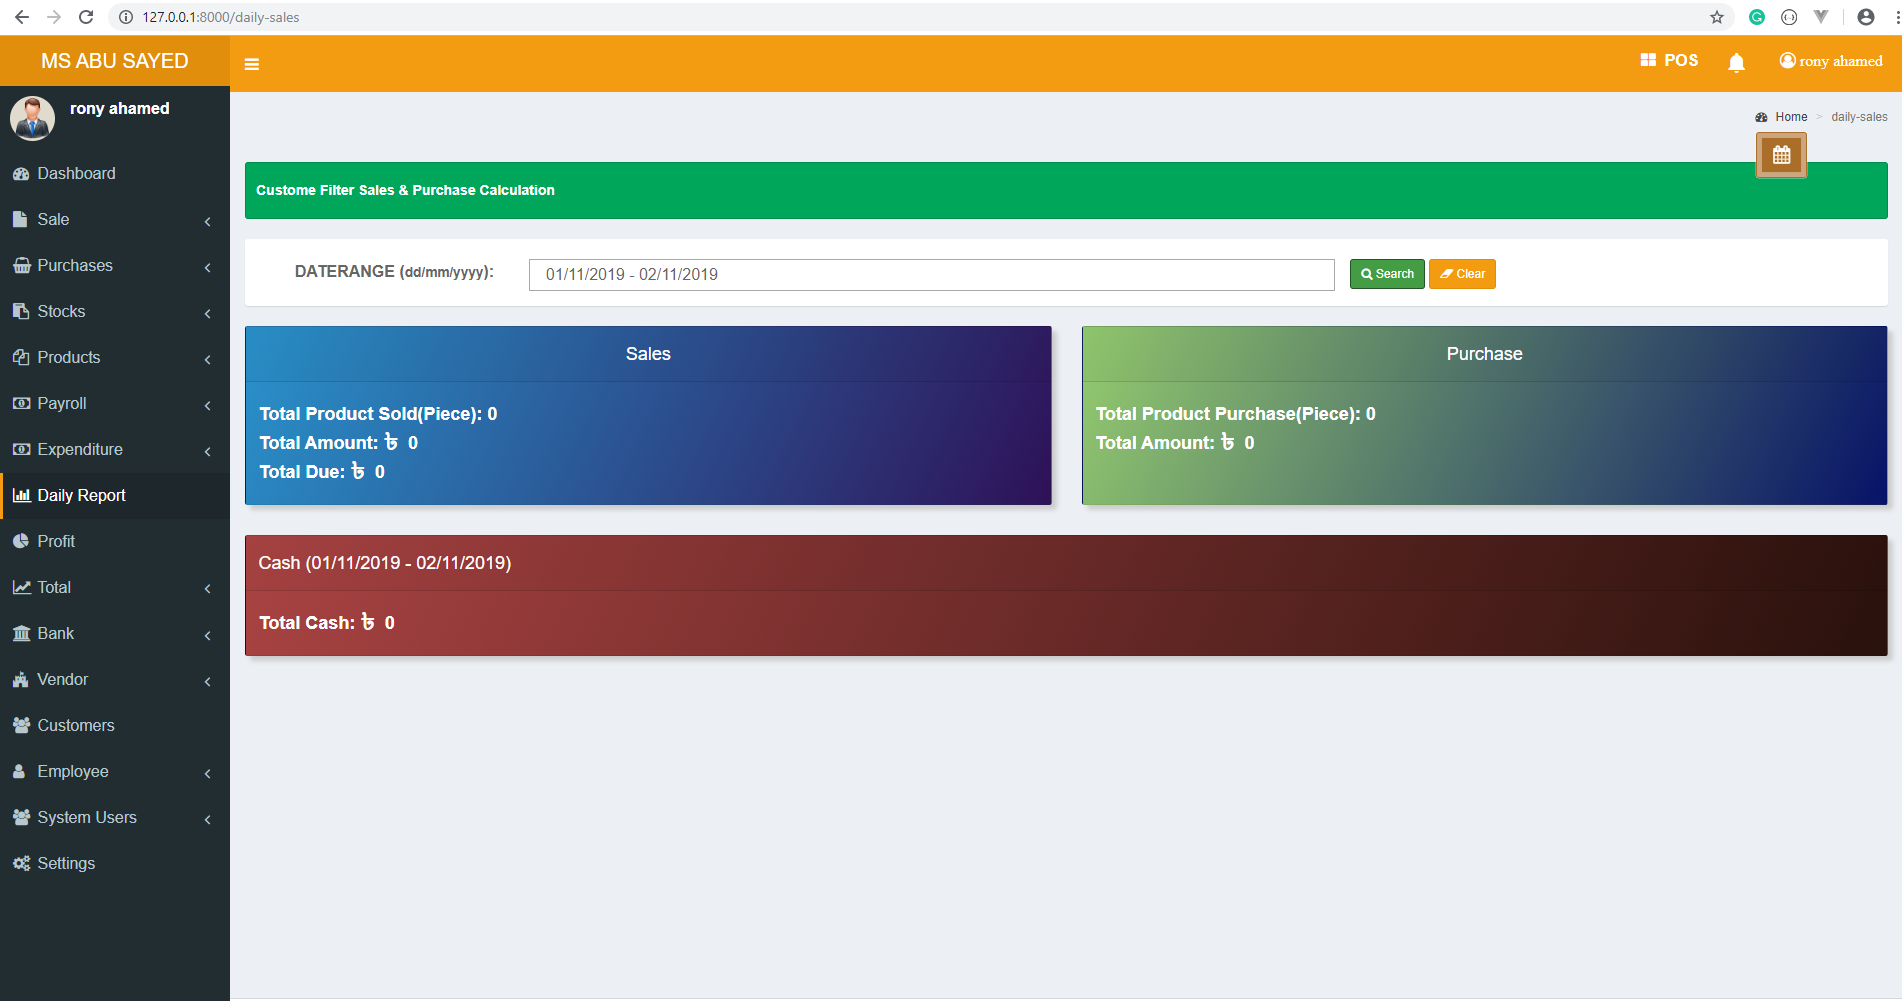 127.0.0.1:8000/daily-sales
MS ABU SAYED
POS
rony ahamed
rony ahamed
Home > daily-sales
Dashboard
Sale
Purchases
Stocks
Products
Payroll
Expenditure
Daily Report
Profit
Total
Bank
Vendor
Customers
Employee
System Users
Settings
Custome Filter Sales & Purchase Calculation
DATERANGE (dd/mm/yyyy): 01/11/2019 - 02/11/2019 Search Clear
Sales
Total Product Sold(Piece): 0
Total Amount: ৳ 0
Total Due: ৳ 0
Purchase
Total Product Purchase(Piece): 0
Total Amount: ৳ 0
Cash (01/11/2019 - 02/11/2019)
Total Cash: ৳ 0